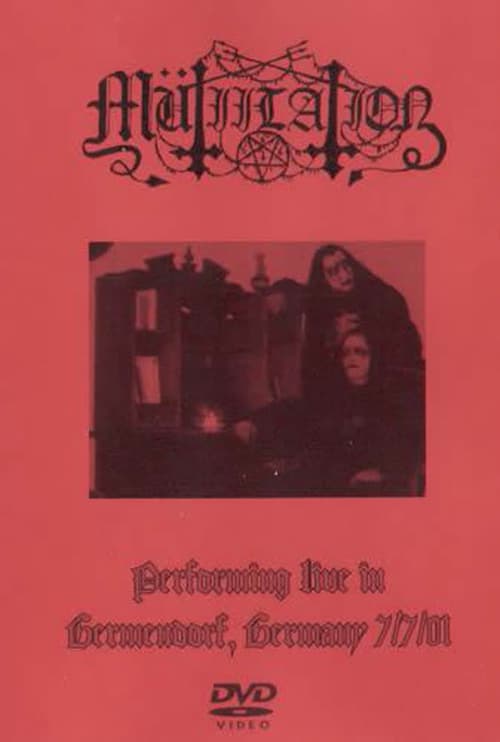 Mütiilation
Performing live in
Germendorf, Germany 7/7/01
DVD
VIDEO